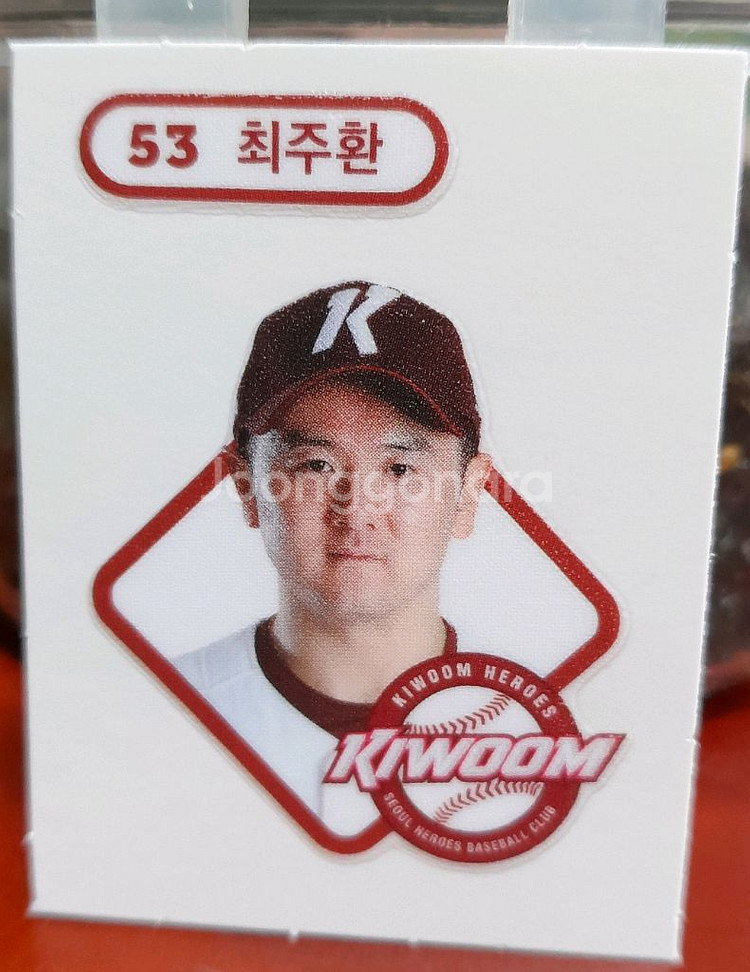 53 최주환
K
Joonggonara
KIWOOM HEROES
KIWOOM
SEOUL HEROES BASEBALL CLUB